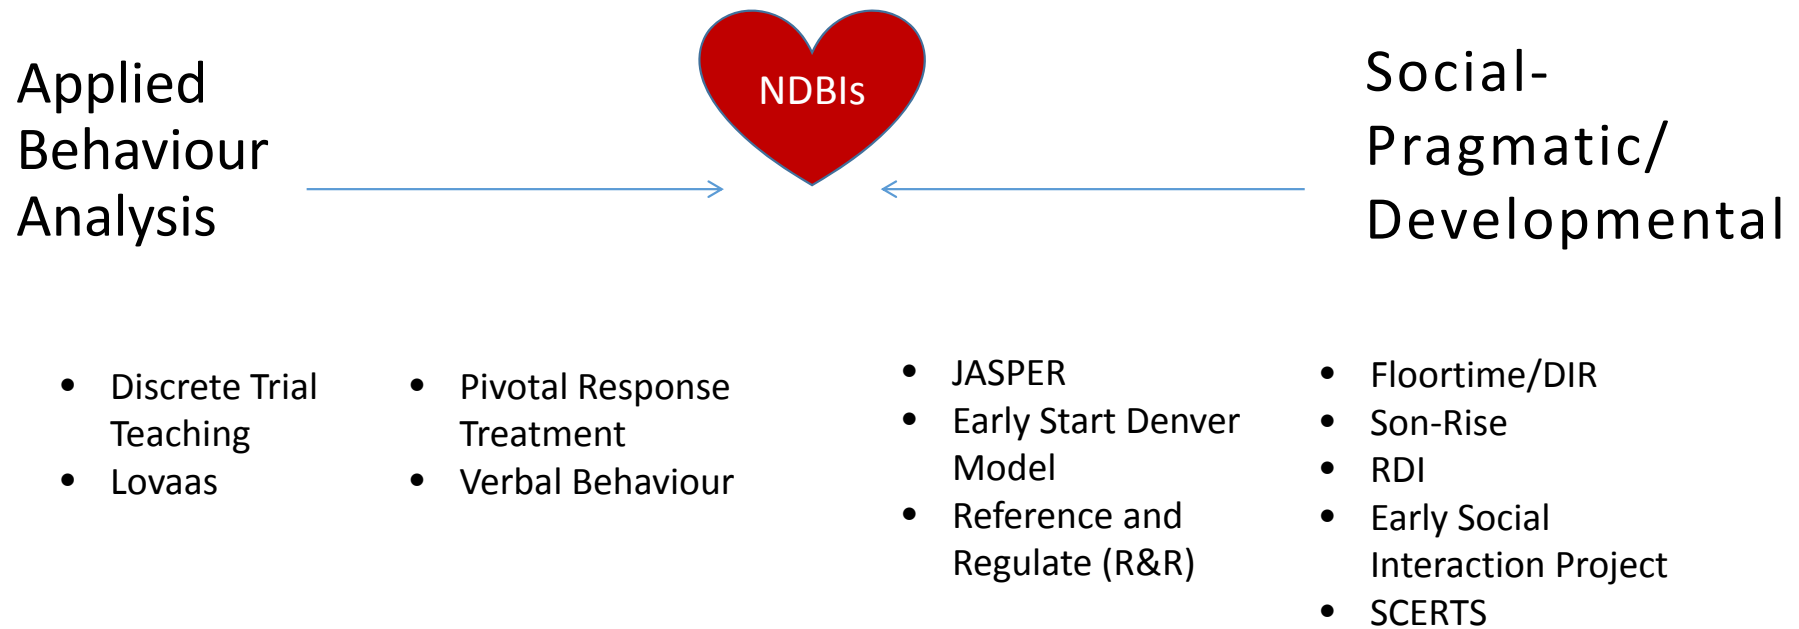 Applied
Behaviour
Analysis
NDBIs
Social-
Pragmatic/
Developmental
• Discrete Trial
Teaching
• Lovaas
• Pivotal Response
Treatment
• Verbal Behaviour
• JASPER
• Early Start Denver
Model
• Reference and
Regulate (R&R)
• Floortime/DIR
• Son-Rise
• RDI
• Early Social
Interaction Project
• SCERTS